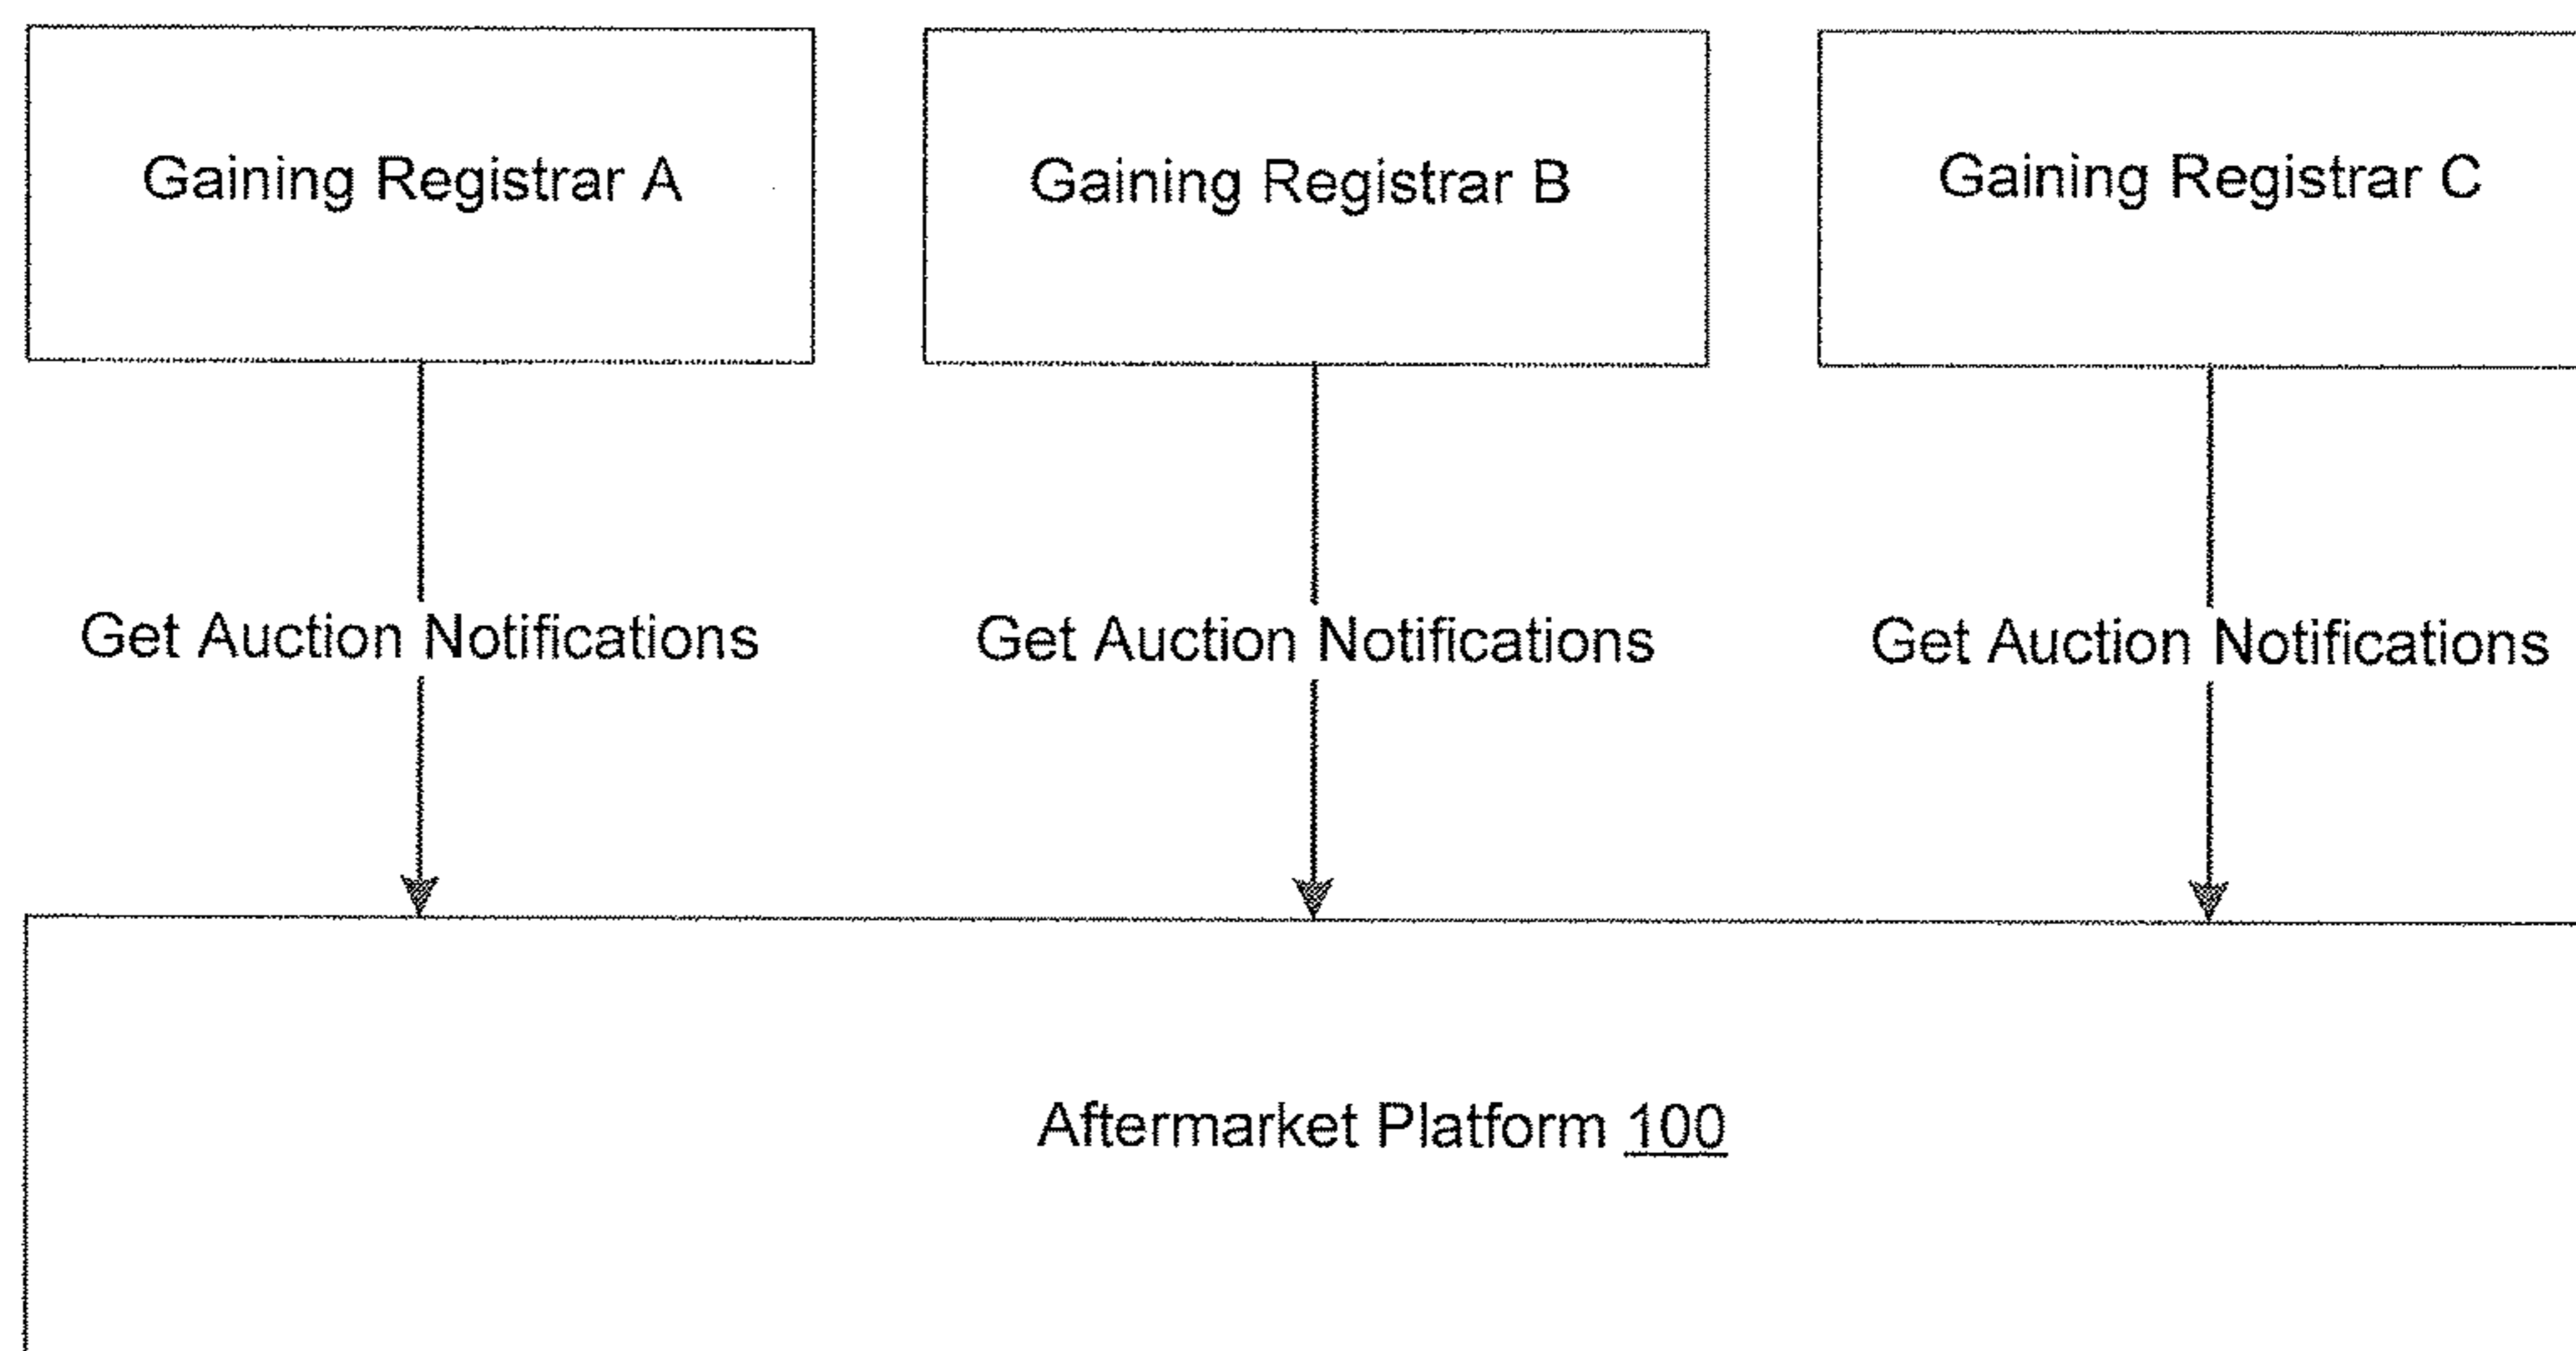 Gaining Registrar A
Gaining Registrar B
Gaining Registrar C
Get Auction Notifications
Get Auction Notifications
Get Auction Notifications
Aftermarket Platform 100